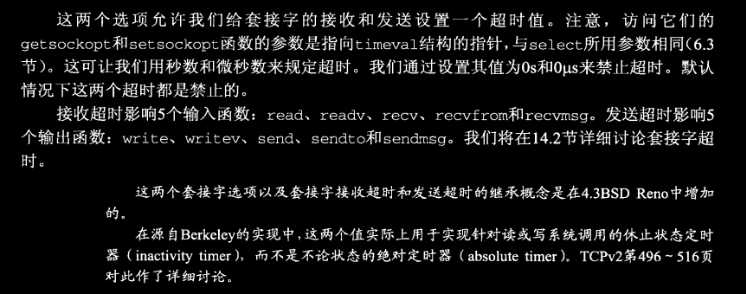 这两个选项允许我们给套接字的接收和发送设置一个超时值。注意，访问它们的
getsockopt和setsockopt函数的参数是指向timeval结构的指针，与select所用参数相同（6.3
节）。这可让我们用秒数和微秒数来规定超时。我们通过设置其值为0s和0μs来禁止超时。默认
情况下这两个超时都是禁止的。
接收超时影响5个输入函数：read、readv、recv、recvfrom和recvmsg。发送超时影响5
个输出函数：write、writev、send、sendto和sendmsg。我们将在14.2节详细讨论套接字超
时。
这两个套接字选项以及套接字接收超时和发送超时的继承概念是在4.3BSD Reno中增加
的。
在源自Berkeley的实现中，这两个值实际上用于实现针对读或写系统调用的休止状态定时
器（inactivity timer），而不是不论状态的绝对定时器（absolute timer）。TCPv2第496～516页
对此作了详细讨论。